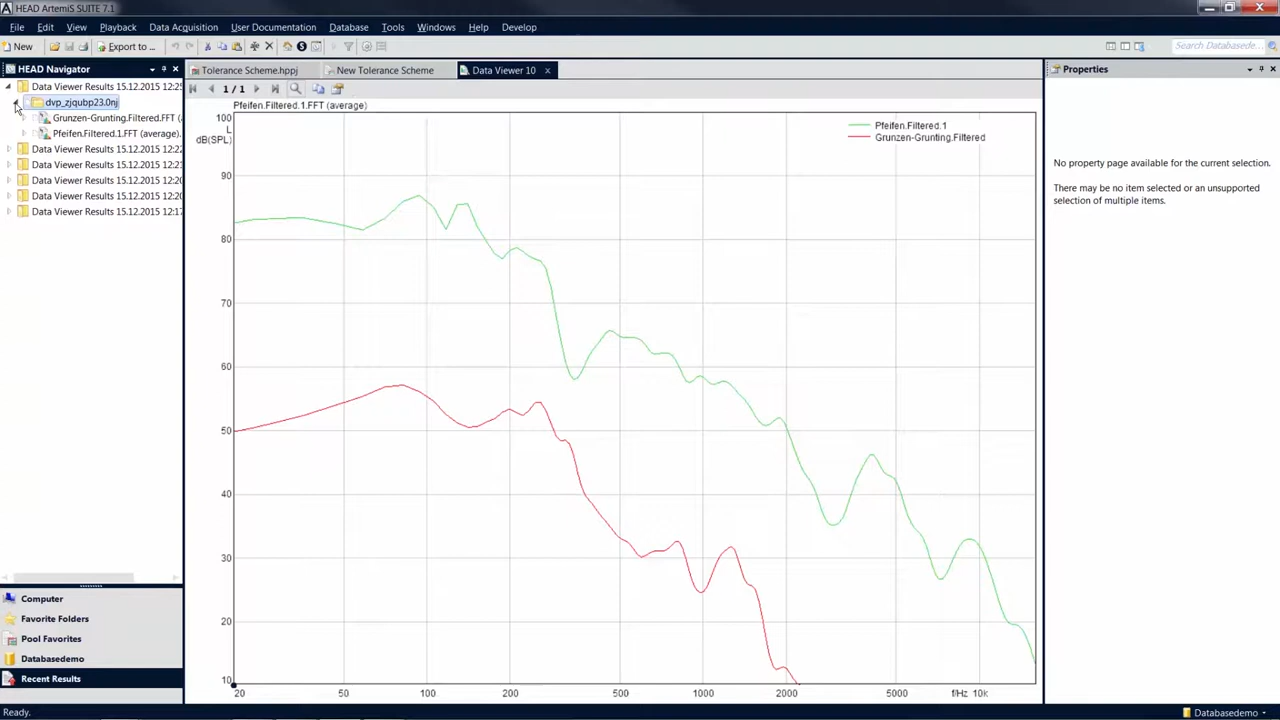 HEAD ArtemiS SUITE 7.1
File Edit View Playback Data Acquisition User Documentation Database Tools Windows Help Develop
New Export to ... Search Databasede...
HEAD Navigator
Data Viewer Results 15.12.2015 12:25
dvp_zjqubp23.0nj
Grunzen-Grunting.Filtered.FFT (a
Pfeifen.Filtered.1.FFT (average).
Data Viewer Results 15.12.2015 12:22
Data Viewer Results 15.12.2015 12:21
Data Viewer Results 15.12.2015 12:20
Data Viewer Results 15.12.2015 12:20
Data Viewer Results 15.12.2015 12:17
Computer
Favorite Folders
Pool Favorites
Databasedemo
Recent Results
Tolerance Scheme.hppj New Tolerance Scheme Data Viewer 10
1 / 1
Pfeifen.Filtered.1.FFT (average)
100
L
dB(SPL)
90
80
70
60
50
40
30
20
10
Pfeifen.Filtered.1
Grunzen-Grunting.Filtered
20 50 100 200 500 1000 2000 5000 f/Hz 10k
Properties
No property page available for the current selection.
There may be no item selected or an unsupported
selection of multiple items.
Ready. Databasedemo